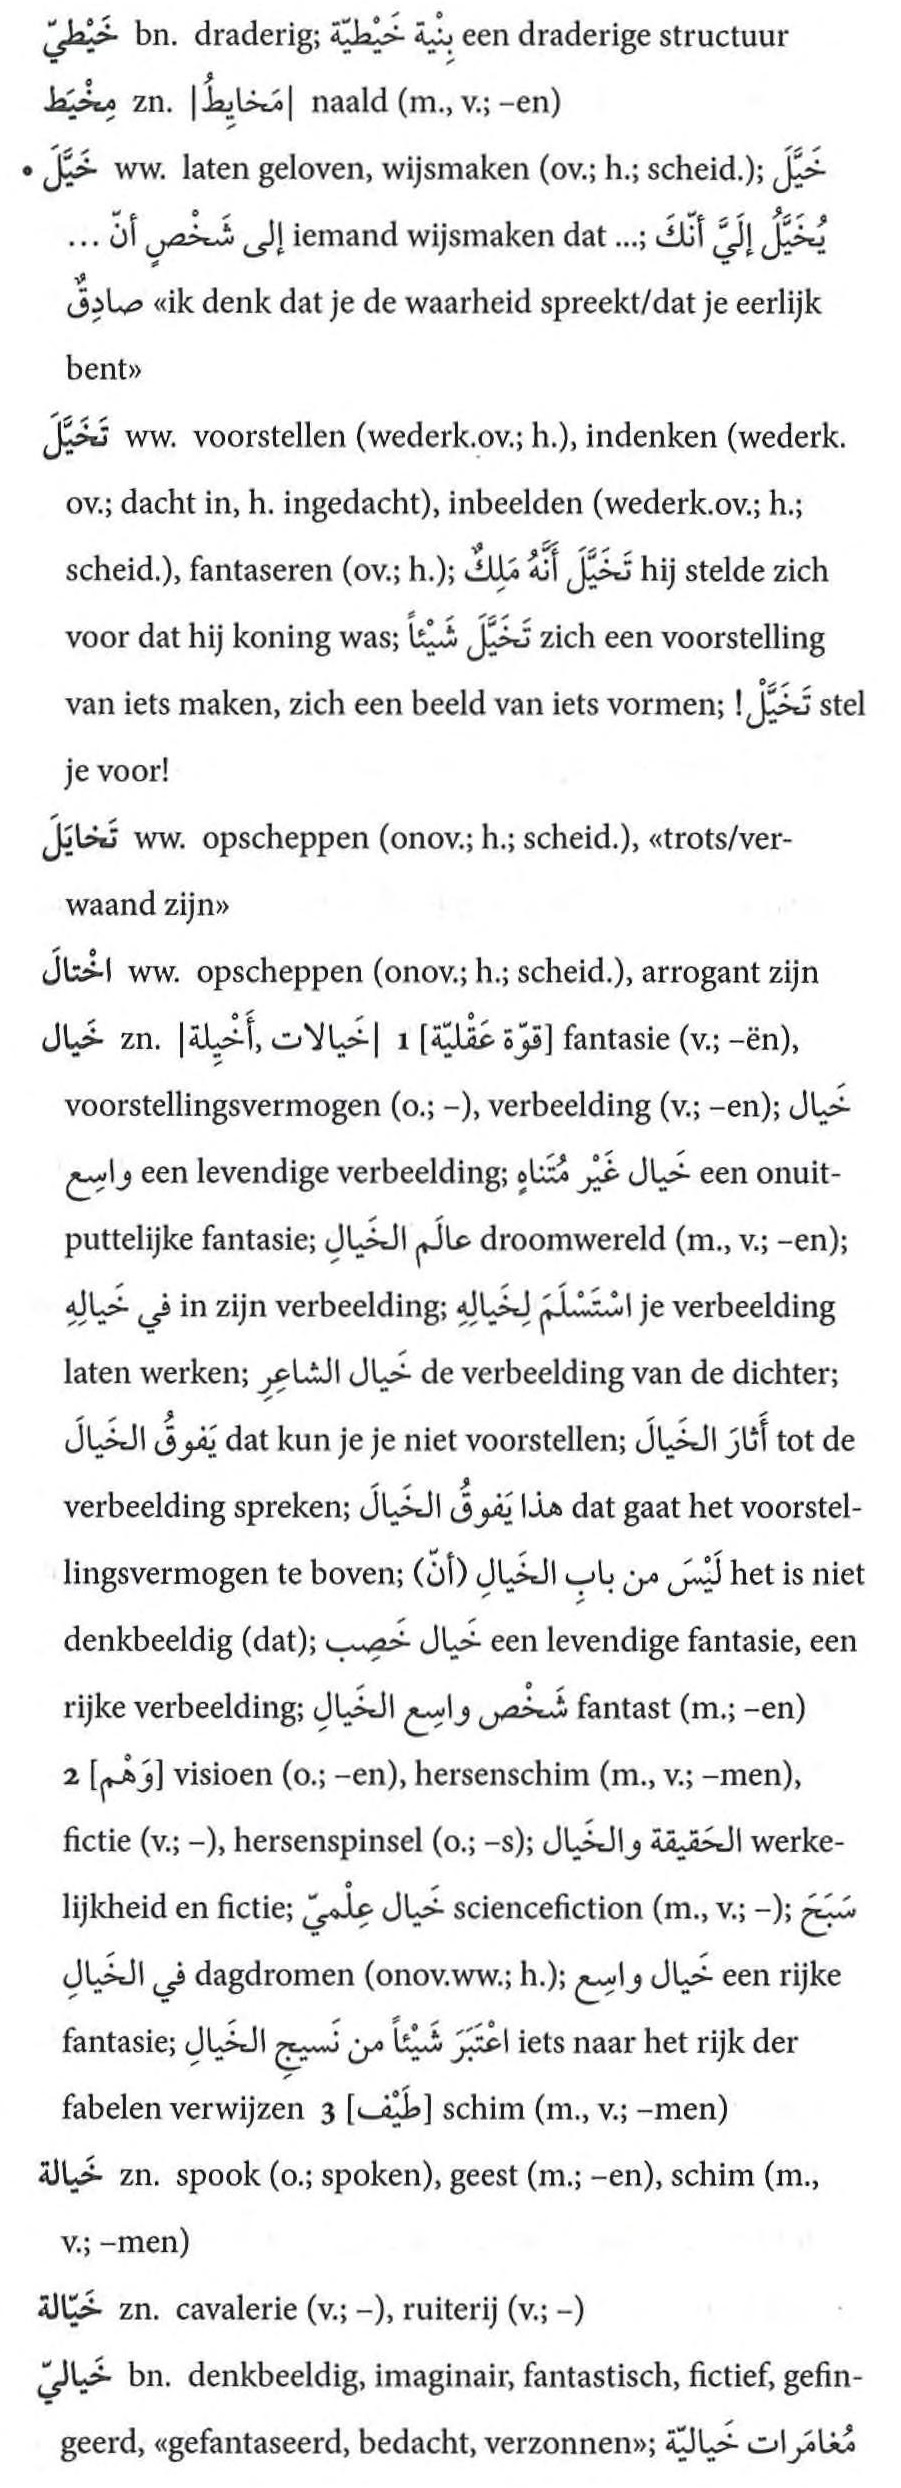 خَيْطيّ bn. draderig; بِنْية خَيْطيّة een draderige structuur
مِخْيَط zn. |مَخايِطُ| naald (m., v.; –en)
• خَيَّلَ ww. laten geloven, wijsmaken (ov.; h.; scheid.); خَيَّلَ
إلى شَخْصٍ أنّ ... iemand wijsmaken dat ...; يُخَيَّلُ إلَيَّ أنّكَ
صادِقٌ «ik denk dat je de waarheid spreekt/dat je eerlijk
bent»
تَخَيَّلَ ww. voorstellen (wederk.ov.; h.), indenken (wederk.
ov.; dacht in, h. ingedacht), inbeelden (wederk.ov.; h.;
scheid.), fantaseren (ov.; h.); تَخَيَّلَ أَنَّهُ مَلِكٌ hij stelde zich
voor dat hij koning was; تَخَيَّلَ شَيْئاً zich een voorstelling
van iets maken, zich een beeld van iets vormen; تَخَيَّلْ! stel
je voor!
تَخايَلَ ww. opscheppen (onov.; h.; scheid.), «trots/ver-
waand zijn»
اخْتالَ ww. opscheppen (onov.; h.; scheid.), arrogant zijn
خَيال zn. |خَيالات ,أَخْيِلة| 1 [قوّة عَقْليّة] fantasie (v.; –ën),
voorstellingsvermogen (o.; –), verbeelding (v.; –en); خَيال
واسِع een levendige verbeelding; خَيال غَيْر مُتَناهٍ een onuit-
puttelijke fantasie; عالَم الخَيالِ droomwereld (m., v.; –en);
في خَيالِهِ in zijn verbeelding; اسْتَسْلَمَ لِخَيالِهِ je verbeelding
laten werken; خَيال الشاعِرِ de verbeelding van de dichter;
يَفوقُ الخَيالَ dat kun je je niet voorstellen; أَثارَ الخَيالَ tot de
verbeelding spreken; هذا يَفوقُ الخَيالَ dat gaat het voorstel-
lingsvermogen te boven; لَيْسَ من بابِ الخَيالِ (أنّ) het is niet
denkbeeldig (dat); خَيال خَصِب een levendige fantasie, een
rijke verbeelding; شَخْص واسِع الخَيالِ fantast (m.; –en)
2 [وَهْم] visioen (o.; –en), hersenschim (m., v.; –men),
fictie (v.; –), hersenspinsel (o.; –s); الحَقيقة والخَيال werke-
lijkheid en fictie; خَيال عِلْميّ sciencefiction (m., v.; –); سَبَحَ
في الخَيالِ dagdromen (onov.ww.; h.); خَيال واسِع een rijke
fantasie; اعْتَبَرَ شَيْئاً من نَسيجِ الخَيالِ iets naar het rijk der
fabelen verwijzen 3 [طَيْف] schim (m., v.; –men)
خَيالة zn. spook (o.; spoken), geest (m.; –en), schim (m.,
v.; –men)
خَيّالة zn. cavalerie (v.; –), ruiterij (v.; –)
خَياليّ bn. denkbeeldig, imaginair, fantastisch, fictief, gefin-
geerd, «gefantaseerd, bedacht, verzonnen»; مُغامَرات خَياليّة